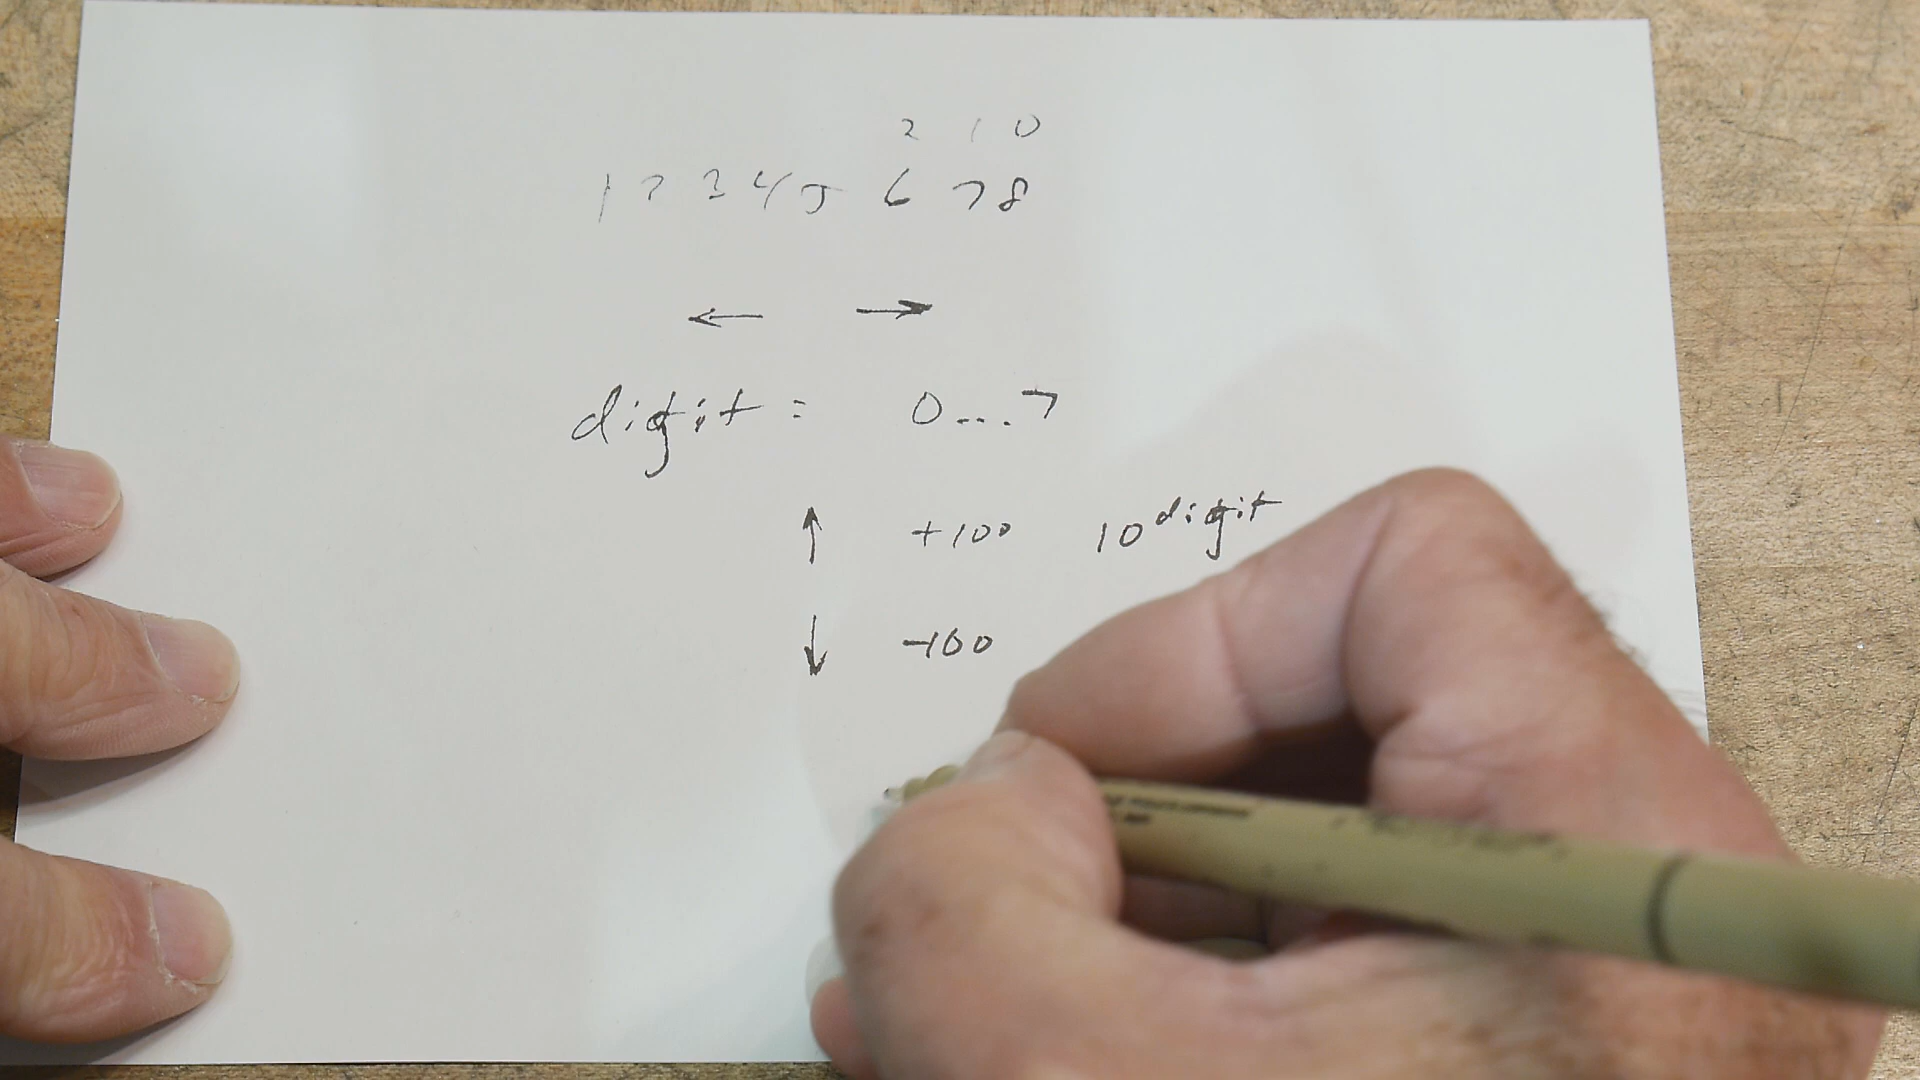 2 1 0
1 2 3 4 5 6 7 8
← →
digit = 0...7
↑ +100 10^digit
↓ -100